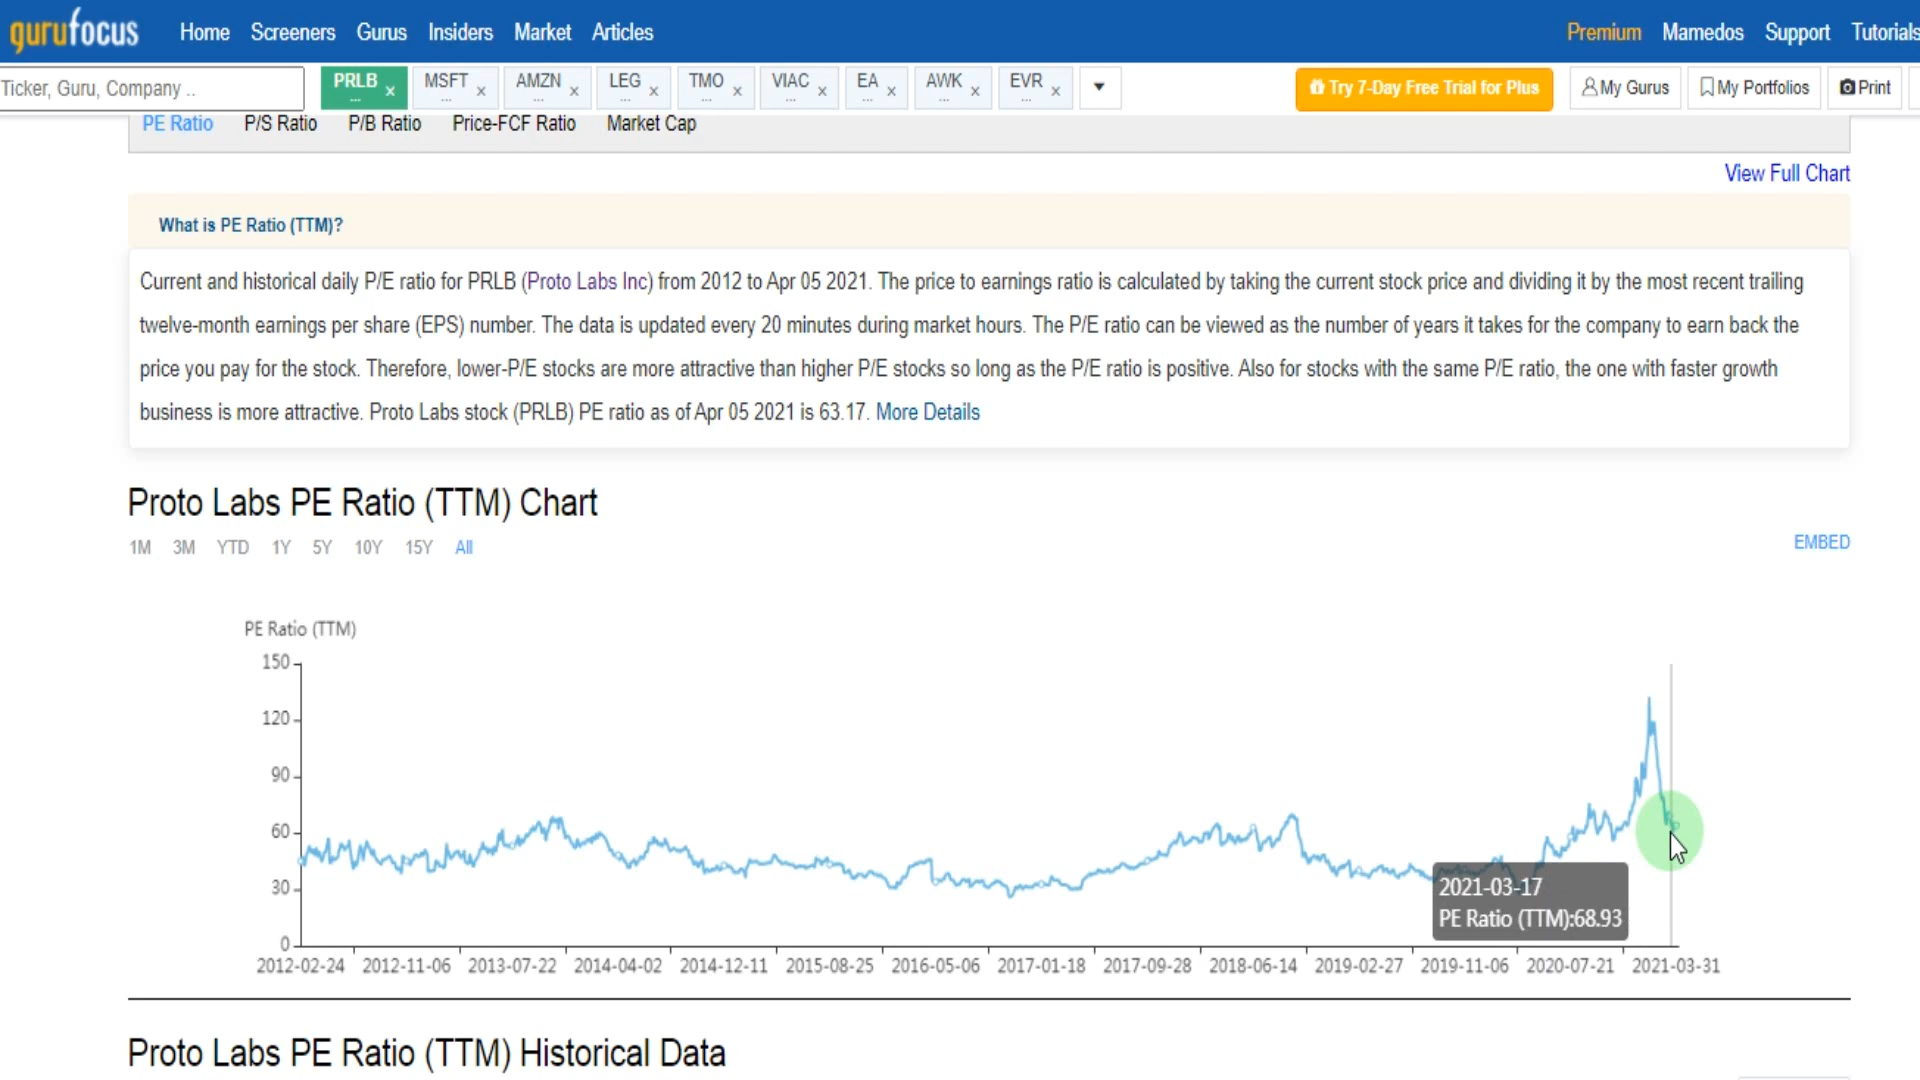 gurufocus Home Screeners Gurus Insiders Market Articles Premium Mamedos Support Tutorials
Ticker, Guru, Company .. PRLB ... × MSFT ... × AMZN ... × LEG ... × TMO ... × VIAC ... × EA ... × AWK ... × EVR ... × Try 7-Day Free Trial for Plus My Gurus My Portfolios Print
PE Ratio P/S Ratio P/B Ratio Price-FCF Ratio Market Cap
View Full Chart
What is PE Ratio (TTM)?
Current and historical daily P/E ratio for PRLB (Proto Labs Inc) from 2012 to Apr 05 2021. The price to earnings ratio is calculated by taking the current stock price and dividing it by the most recent trailing
twelve-month earnings per share (EPS) number. The data is updated every 20 minutes during market hours. The P/E ratio can be viewed as the number of years it takes for the company to earn back the
price you pay for the stock. Therefore, lower-P/E stocks are more attractive than higher P/E stocks so long as the P/E ratio is positive. Also for stocks with the same P/E ratio, the one with faster growth
business is more attractive. Proto Labs stock (PRLB) PE ratio as of Apr 05 2021 is 63.17. More Details
Proto Labs PE Ratio (TTM) Chart
1M 3M YTD 1Y 5Y 10Y 15Y All EMBED
PE Ratio (TTM)
150
120
90
60
30
0
2021-03-17
PE Ratio (TTM):68.93
2012-02-24 2012-11-06 2013-07-22 2014-04-02 2014-12-11 2015-08-25 2016-05-06 2017-01-18 2017-09-28 2018-06-14 2019-02-27 2019-11-06 2020-07-21 2021-03-31
Proto Labs PE Ratio (TTM) Historical Data